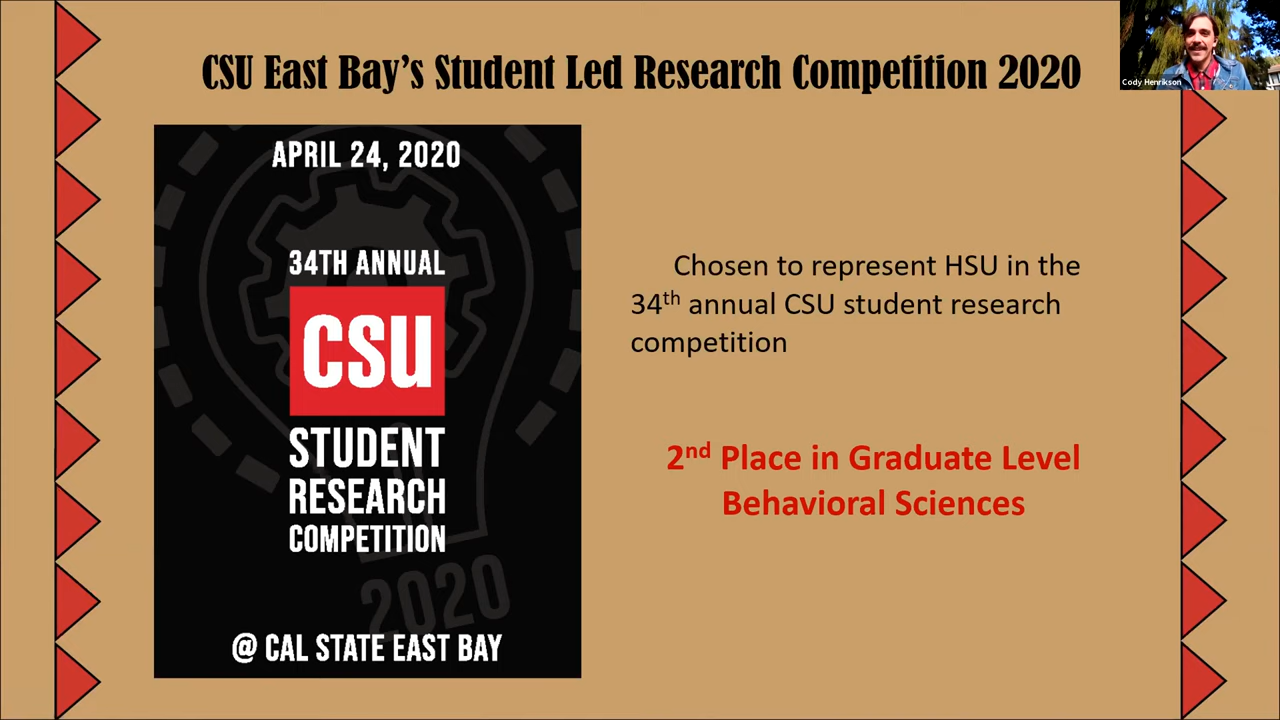 CSU East Bay’s Student Led Research Competition 2020
Cody Henrikson
APRIL 24, 2020
34TH ANNUAL
CSU
STUDENT
RESEARCH
COMPETITION
2020
@ CAL STATE EAST BAY
Chosen to represent HSU in the
34th annual CSU student research
competition
2nd Place in Graduate Level
Behavioral Sciences